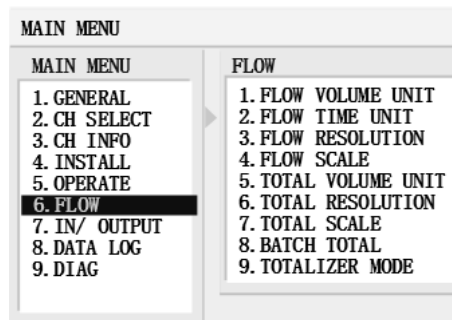 MAIN MENU
MAIN MENU
1. GENERAL
2. CH SELECT
3. CH INFO
4. INSTALL
5. OPERATE
6. FLOW
7. IN/ OUTPUT
8. DATA LOG
9. DIAG
FLOW
1. FLOW VOLUME UNIT
2. FLOW TIME UNIT
3. FLOW RESOLUTION
4. FLOW SCALE
5. TOTAL VOLUME UNIT
6. TOTAL RESOLUTION
7. TOTAL SCALE
8. BATCH TOTAL
9. TOTALIZER MODE